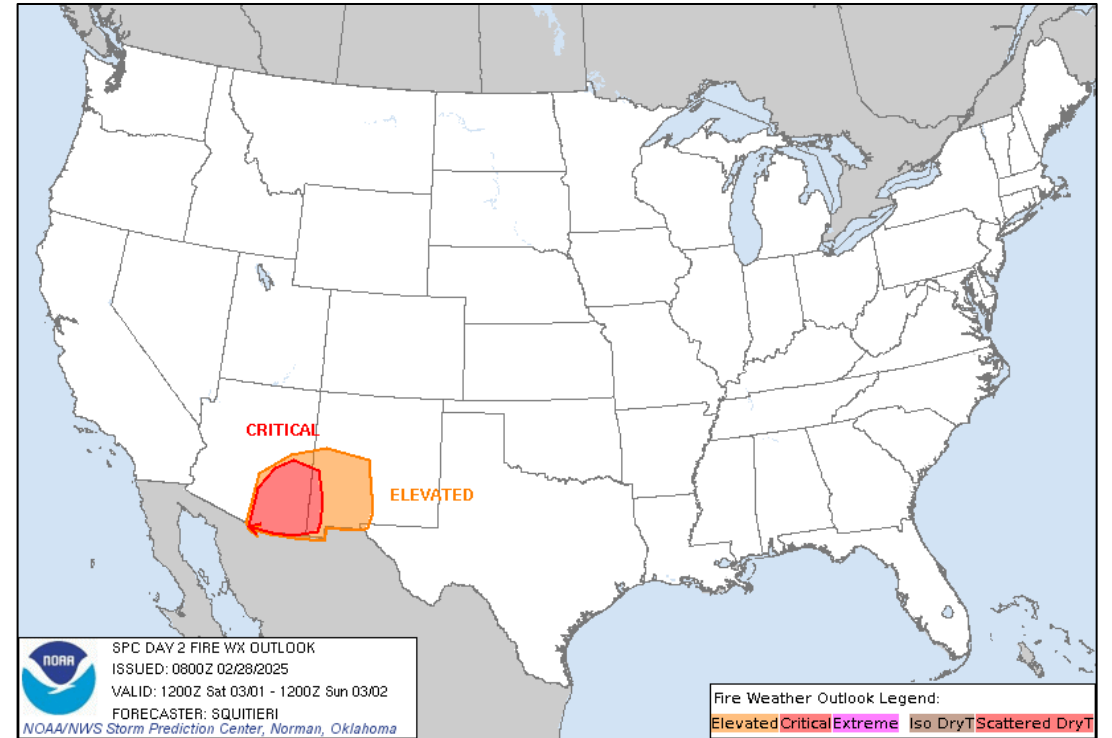 CRITICAL
ELEVATED
NOAA
SPC DAY 2 FIRE WX OUTLOOK
ISSUED: 0800Z 02/28/2025
VALID: 1200Z Sat 03/01 - 1200Z Sun 03/02
FORECASTER: SQUITIERI
NOAA/NWS Storm Prediction Center, Norman, Oklahoma
Fire Weather Outlook Legend:
Elevated Critical Extreme Iso DryT Scattered DryT